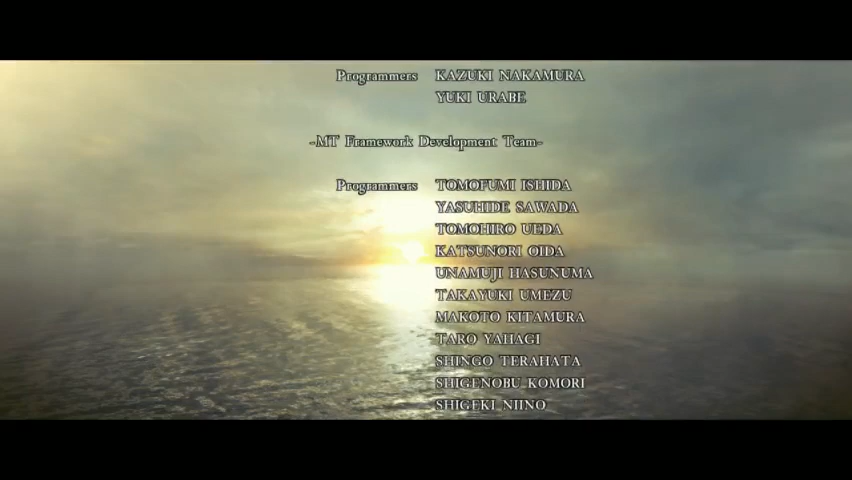 Programmers KAZUKI NAKAMURA
YUKI URABE
-MT Framework Development Team-
Programmers TOMOFUMI ISHIDA
YASUHIDE SAWADA
TOMOHIRO UEDA
KATSUNORI OIDA
UNAMUJI HASUNUMA
TAKAYUKI UMEZU
MAKOTO KITAMURA
TARO YAHAGI
SHINGO TERAHATA
SHIGENOBU KOMORI
SHIGEKI NIINO